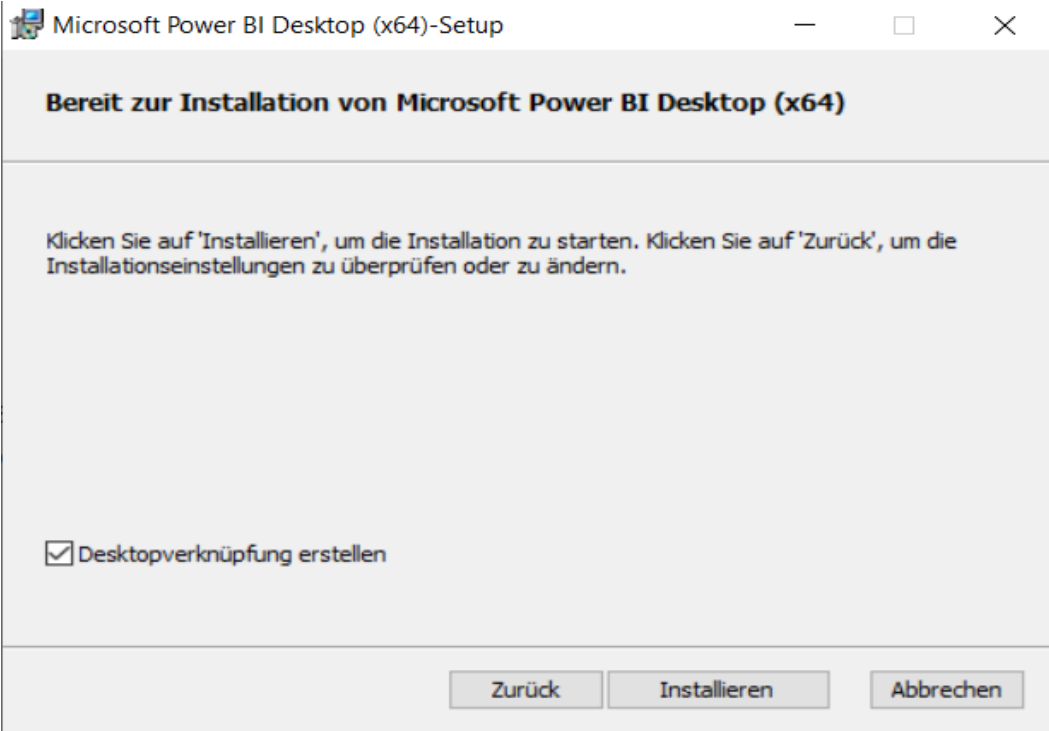 Microsoft Power BI Desktop (x64)-Setup
Bereit zur Installation von Microsoft Power BI Desktop (x64)
Klicken Sie auf 'Installieren', um die Installation zu starten. Klicken Sie auf 'Zurück', um die
Installationseinstellungen zu überprüfen oder zu ändern.
Desktopverknüpfung erstellen
Zurück Installieren Abbrechen